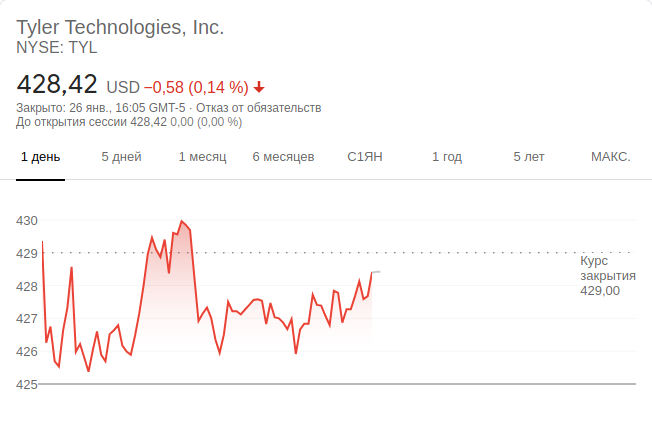 Tyler Technologies, Inc.
NYSE: TYL
428,42 USD −0,58 (0,14 %)
Закрыто: 26 янв., 16:05 GMT-5 · Отказ от обязательств
До открытия сессии 428,42 0,00 (0,00 %)
1 день 5 дней 1 месяц 6 месяцев С1ЯН 1 год 5 лет МАКС.
430
429
428
427
426
425
Курс
закрытия
429,00